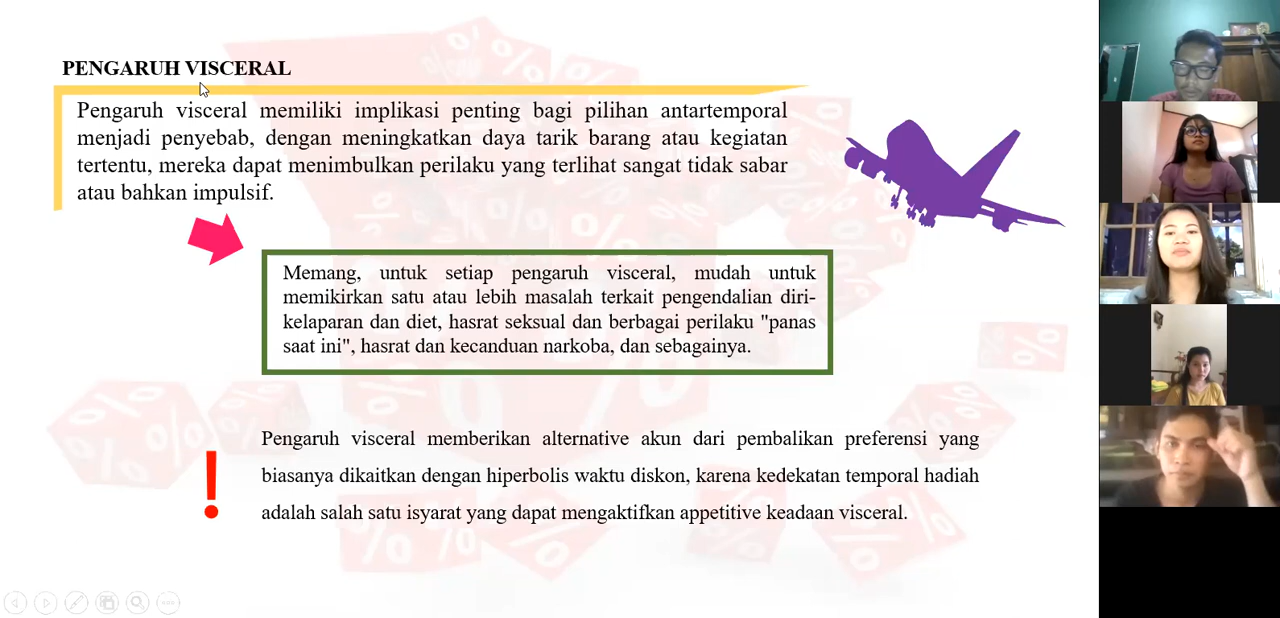 PENGARUH VISCERAL
Pengaruh visceral memiliki implikasi penting bagi pilihan antartemporal
menjadi penyebab, dengan meningkatkan daya tarik barang atau kegiatan
tertentu, mereka dapat menimbulkan perilaku yang terlihat sangat tidak sabar
atau bahkan impulsif.
Memang, untuk setiap pengaruh visceral, mudah untuk
memikirkan satu atau lebih masalah terkait pengendalian diri-
kelaparan dan diet, hasrat seksual dan berbagai perilaku "panas
saat ini", hasrat dan kecanduan narkoba, dan sebagainya.
!
Pengaruh visceral memberikan alternative akun dari pembalikan preferensi yang
biasanya dikaitkan dengan hiperbolis waktu diskon, karena kedekatan temporal hadiah
adalah salah satu isyarat yang dapat mengaktifkan appetitive keadaan visceral.